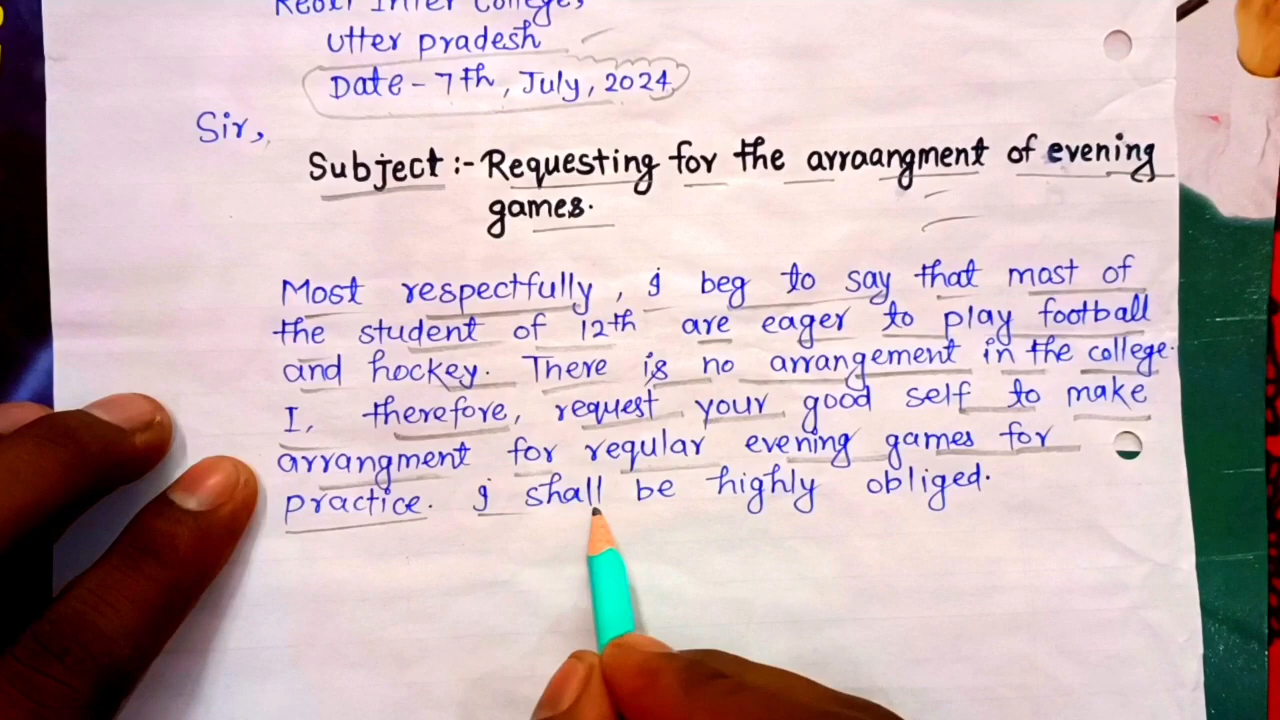 Inter College,
Utter pradesh
Date - 7th, July, 2024
Sir,
Subject :- Requesting for the arraangment of evening
games.
Most respectfully, I beg to say that most of
the student of 12th are eager to play football
and hockey. There is no arrangement in the college.
I, therefore, request your good self to make
arrangment for regular evening games for
practice. I shall be highly obliged.